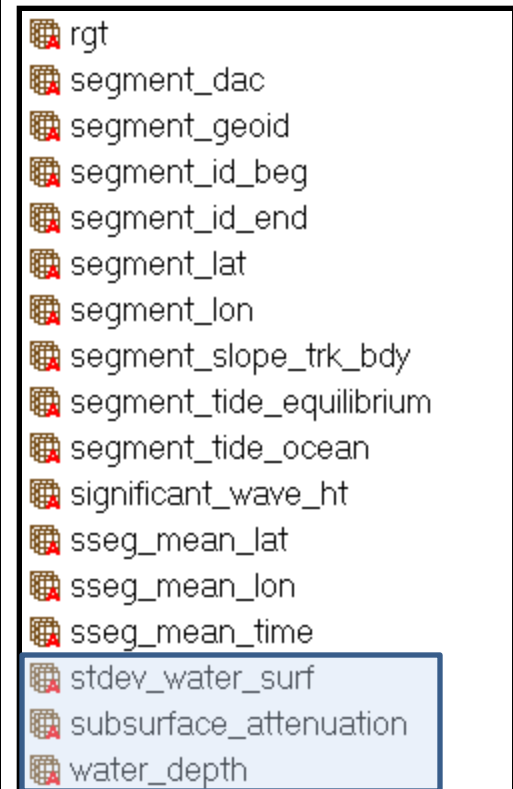 rgt
segment_dac
segment_geoid
segment_id_beg
segment_id_end
segment_lat
segment_lon
segment_slope_trk_bdy
segment_tide_equilibrium
segment_tide_ocean
significant_wave_ht
sseg_mean_lat
sseg_mean_lon
sseg_mean_time
stdev_water_surf
subsurface_attenuation
water_depth